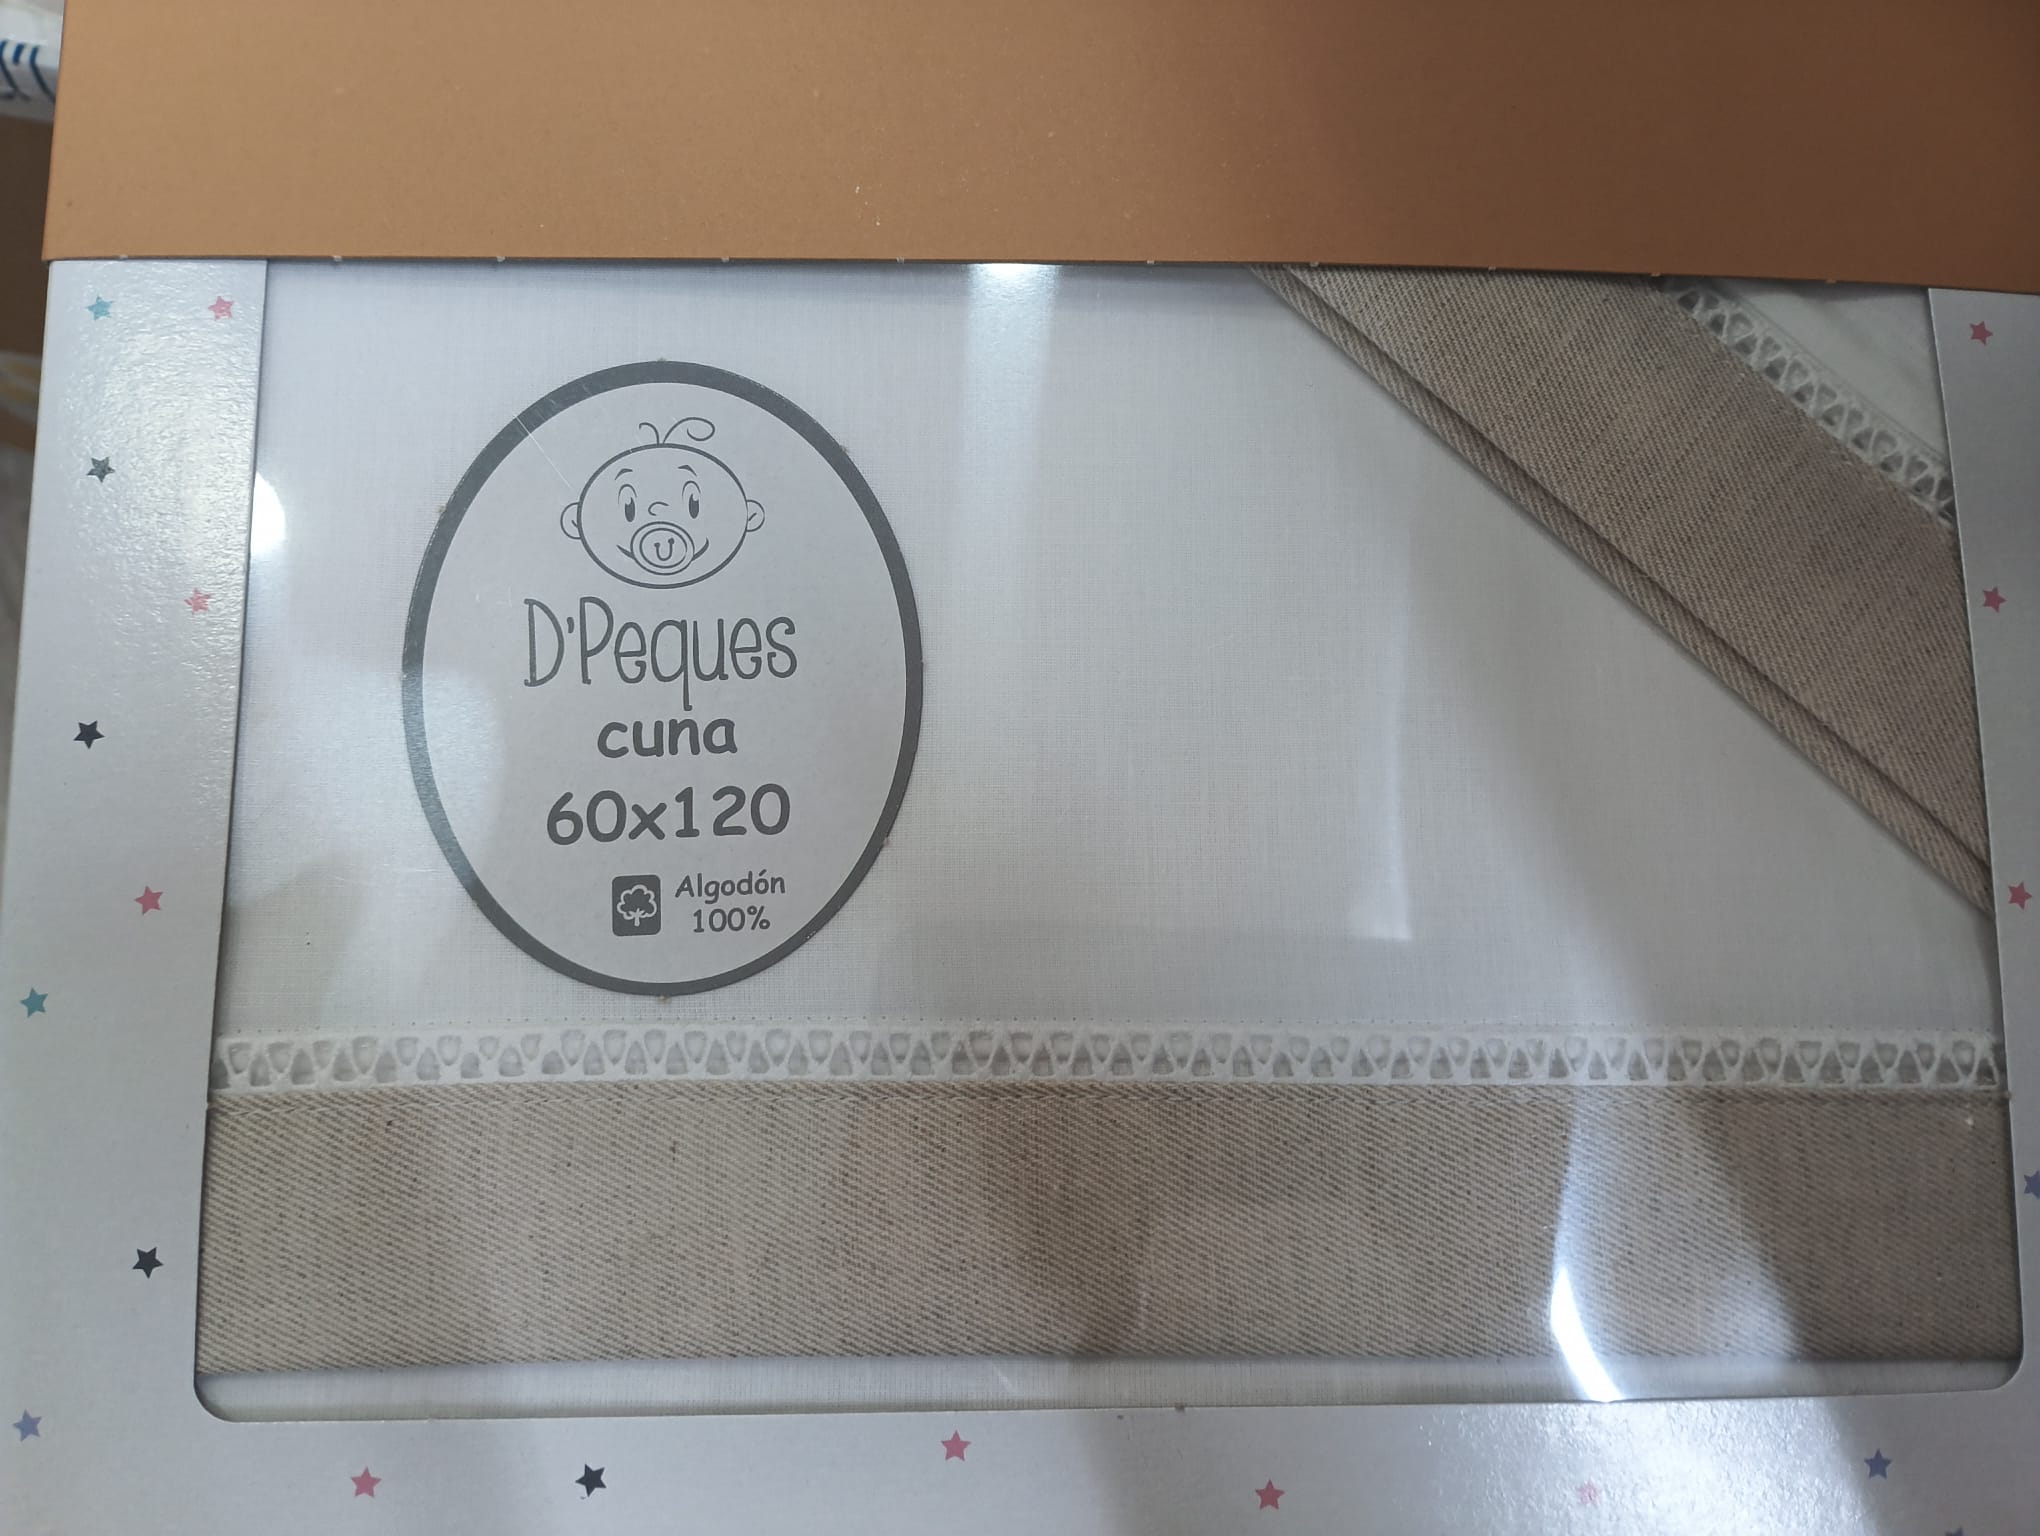 D'Peques
cuna
60x120
Algodón
100%